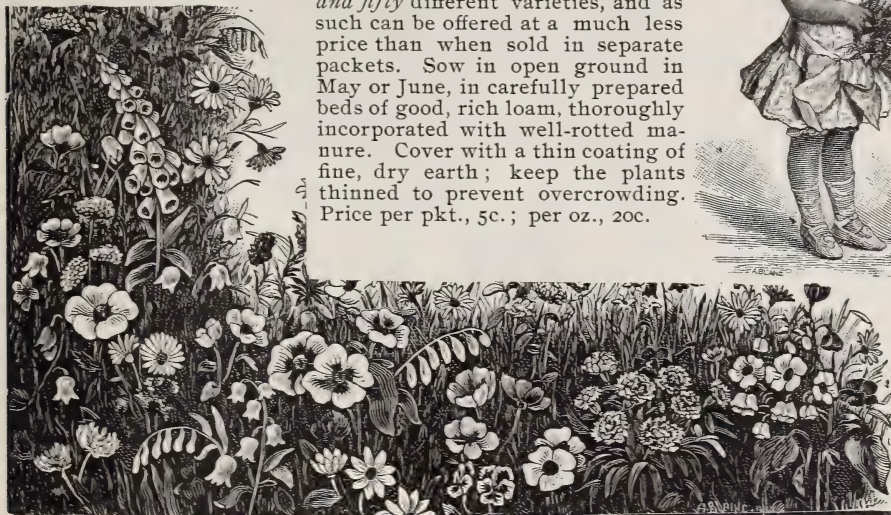 and fifty different varieties, and as
such can be offered at a much less
price than when sold in separate
packets. Sow in open ground in
May or June, in carefully prepared
beds of good, rich loam, thoroughly
incorporated with well-rotted ma-
nure. Cover with a thin coating of
fine, dry earth; keep the plants
thinned to prevent overcrowding.
Price per pkt., 5c.; per oz., 20c.
A.BLANC
A.BLANC